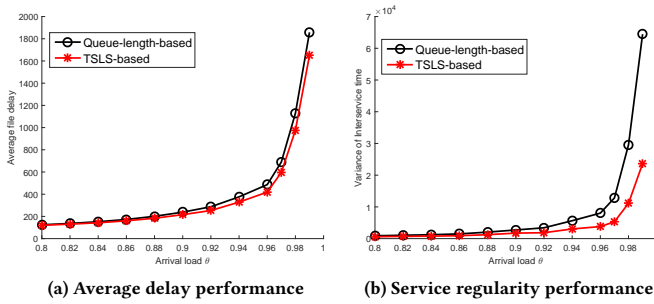 2000
1800
1600
1400
1200
1000
800
600
400
200
0
Average file delay
Queue-length-based
TSLS-based
0.8 0.82 0.84 0.86 0.88 0.9 0.92 0.94 0.96 0.98 1
Arrival load θ
(a) Average delay performance
×10⁴
7
6
5
4
3
2
1
0
Variance of Interservice time
Queue-length-based
TSLS-based
0.8 0.82 0.84 0.86 0.88 0.9 0.92 0.94 0.96 0.98
Arrival load θ
(b) Service regularity performance